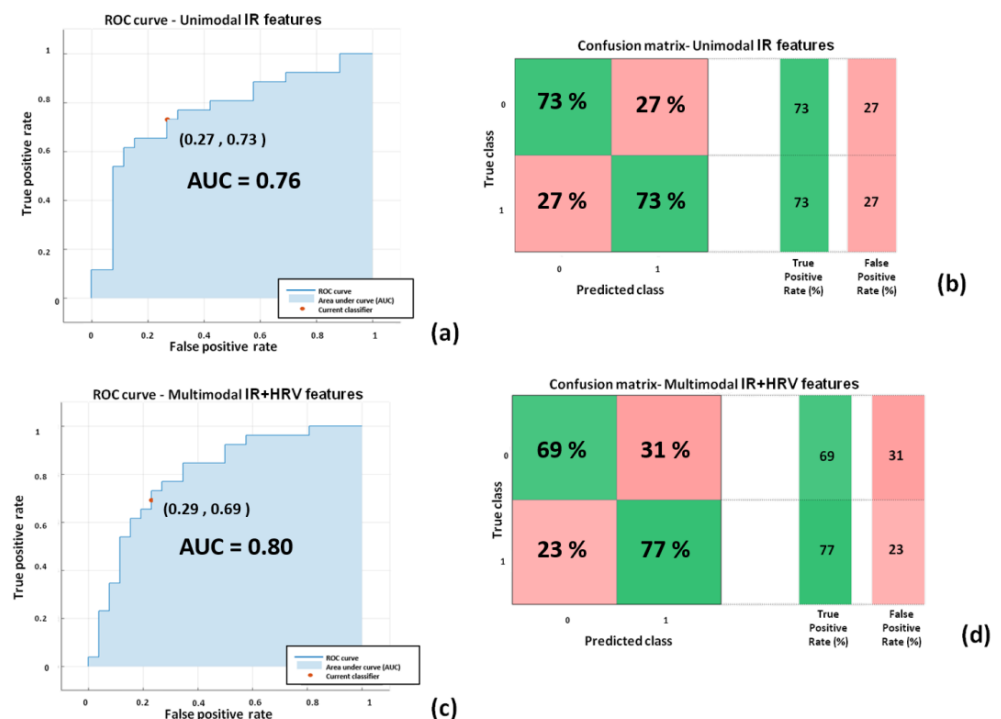 ROC curve - Unimodal IR features
1
0.8
0.6
0.4
0.2
0
True positive rate
(0.27 , 0.73 )
AUC = 0.76
ROC curve
Area under curve (AUC)
Current classifier
0
0.2
0.4
0.6
0.8
1
False positive rate
(a)
Confusion matrix- Unimodal IR features
True class
0
73 %
27 %
73
27
1
27 %
73 %
73
27
0
1
Predicted class
True
Positive
Rate (%)
False
Positive
Rate (%)
(b)
ROC curve - Multimodal IR+HRV features
1
0.8
0.6
0.4
0.2
0
True positive rate
(0.29 , 0.69 )
AUC = 0.80
ROC curve
Area under curve (AUC)
Current classifier
0
0.2
0.4
0.6
0.8
1
False positive rate
(c)
Confusion matrix- Multimodal IR+HRV features
True class
0
69 %
31 %
69
31
1
23 %
77 %
77
23
0
1
Predicted class
True
Positive
Rate (%)
False
Positive
Rate (%)
(d)